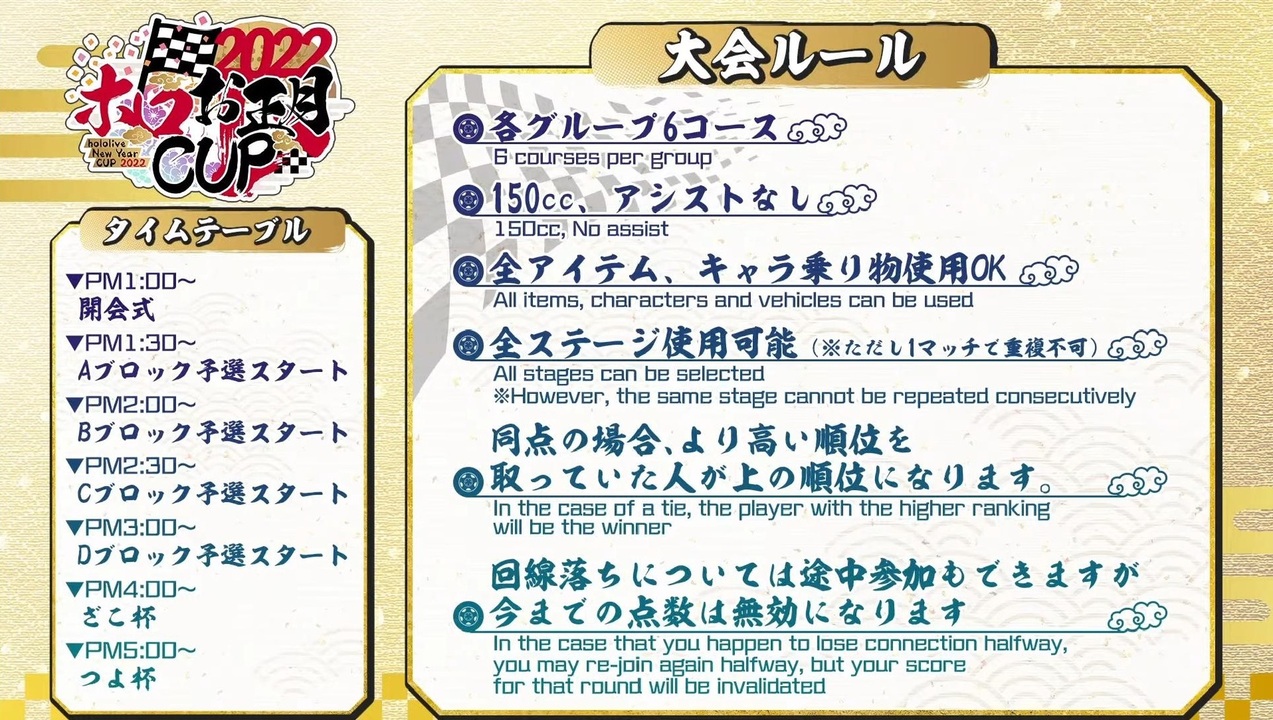 2022
ホロお正月
CUP
hololive
New Year
CUP 2022
タイムテーブル
▼PM1:00～
開会式
▼PM1:30～
Aブロック予選スタート
▼PM2:00～
Bブロック予選スタート
▼PM2:30～
Cブロック予選スタート
▼PM3:00～
Dブロック予選スタート
▼PM4:00～
ざこ杯
▼PM5:00～
つよ杯
大会ルール
各グループ6コース
6 courses per group
150cc、アシストなし
150cc, No assist
全アイテム、キャラ乗り物使用OK
All items, characters and vehicles can be used
全ステージ使用可能（※ただし1マッチで重複不可）
All stages can be selected
※However, the same stage cannot be repeated consecutively
同点の場合、より高い順位を
取っていた人が上の順位になります。
In the case of a tie, the player with the higher ranking
will be the winner
回線落ちについては途中参加もできますが
今までの点数は無効になります
In the case that you happen to lose connection halfway,
you may re-join again halfway, but your score
for that round will be invalidated